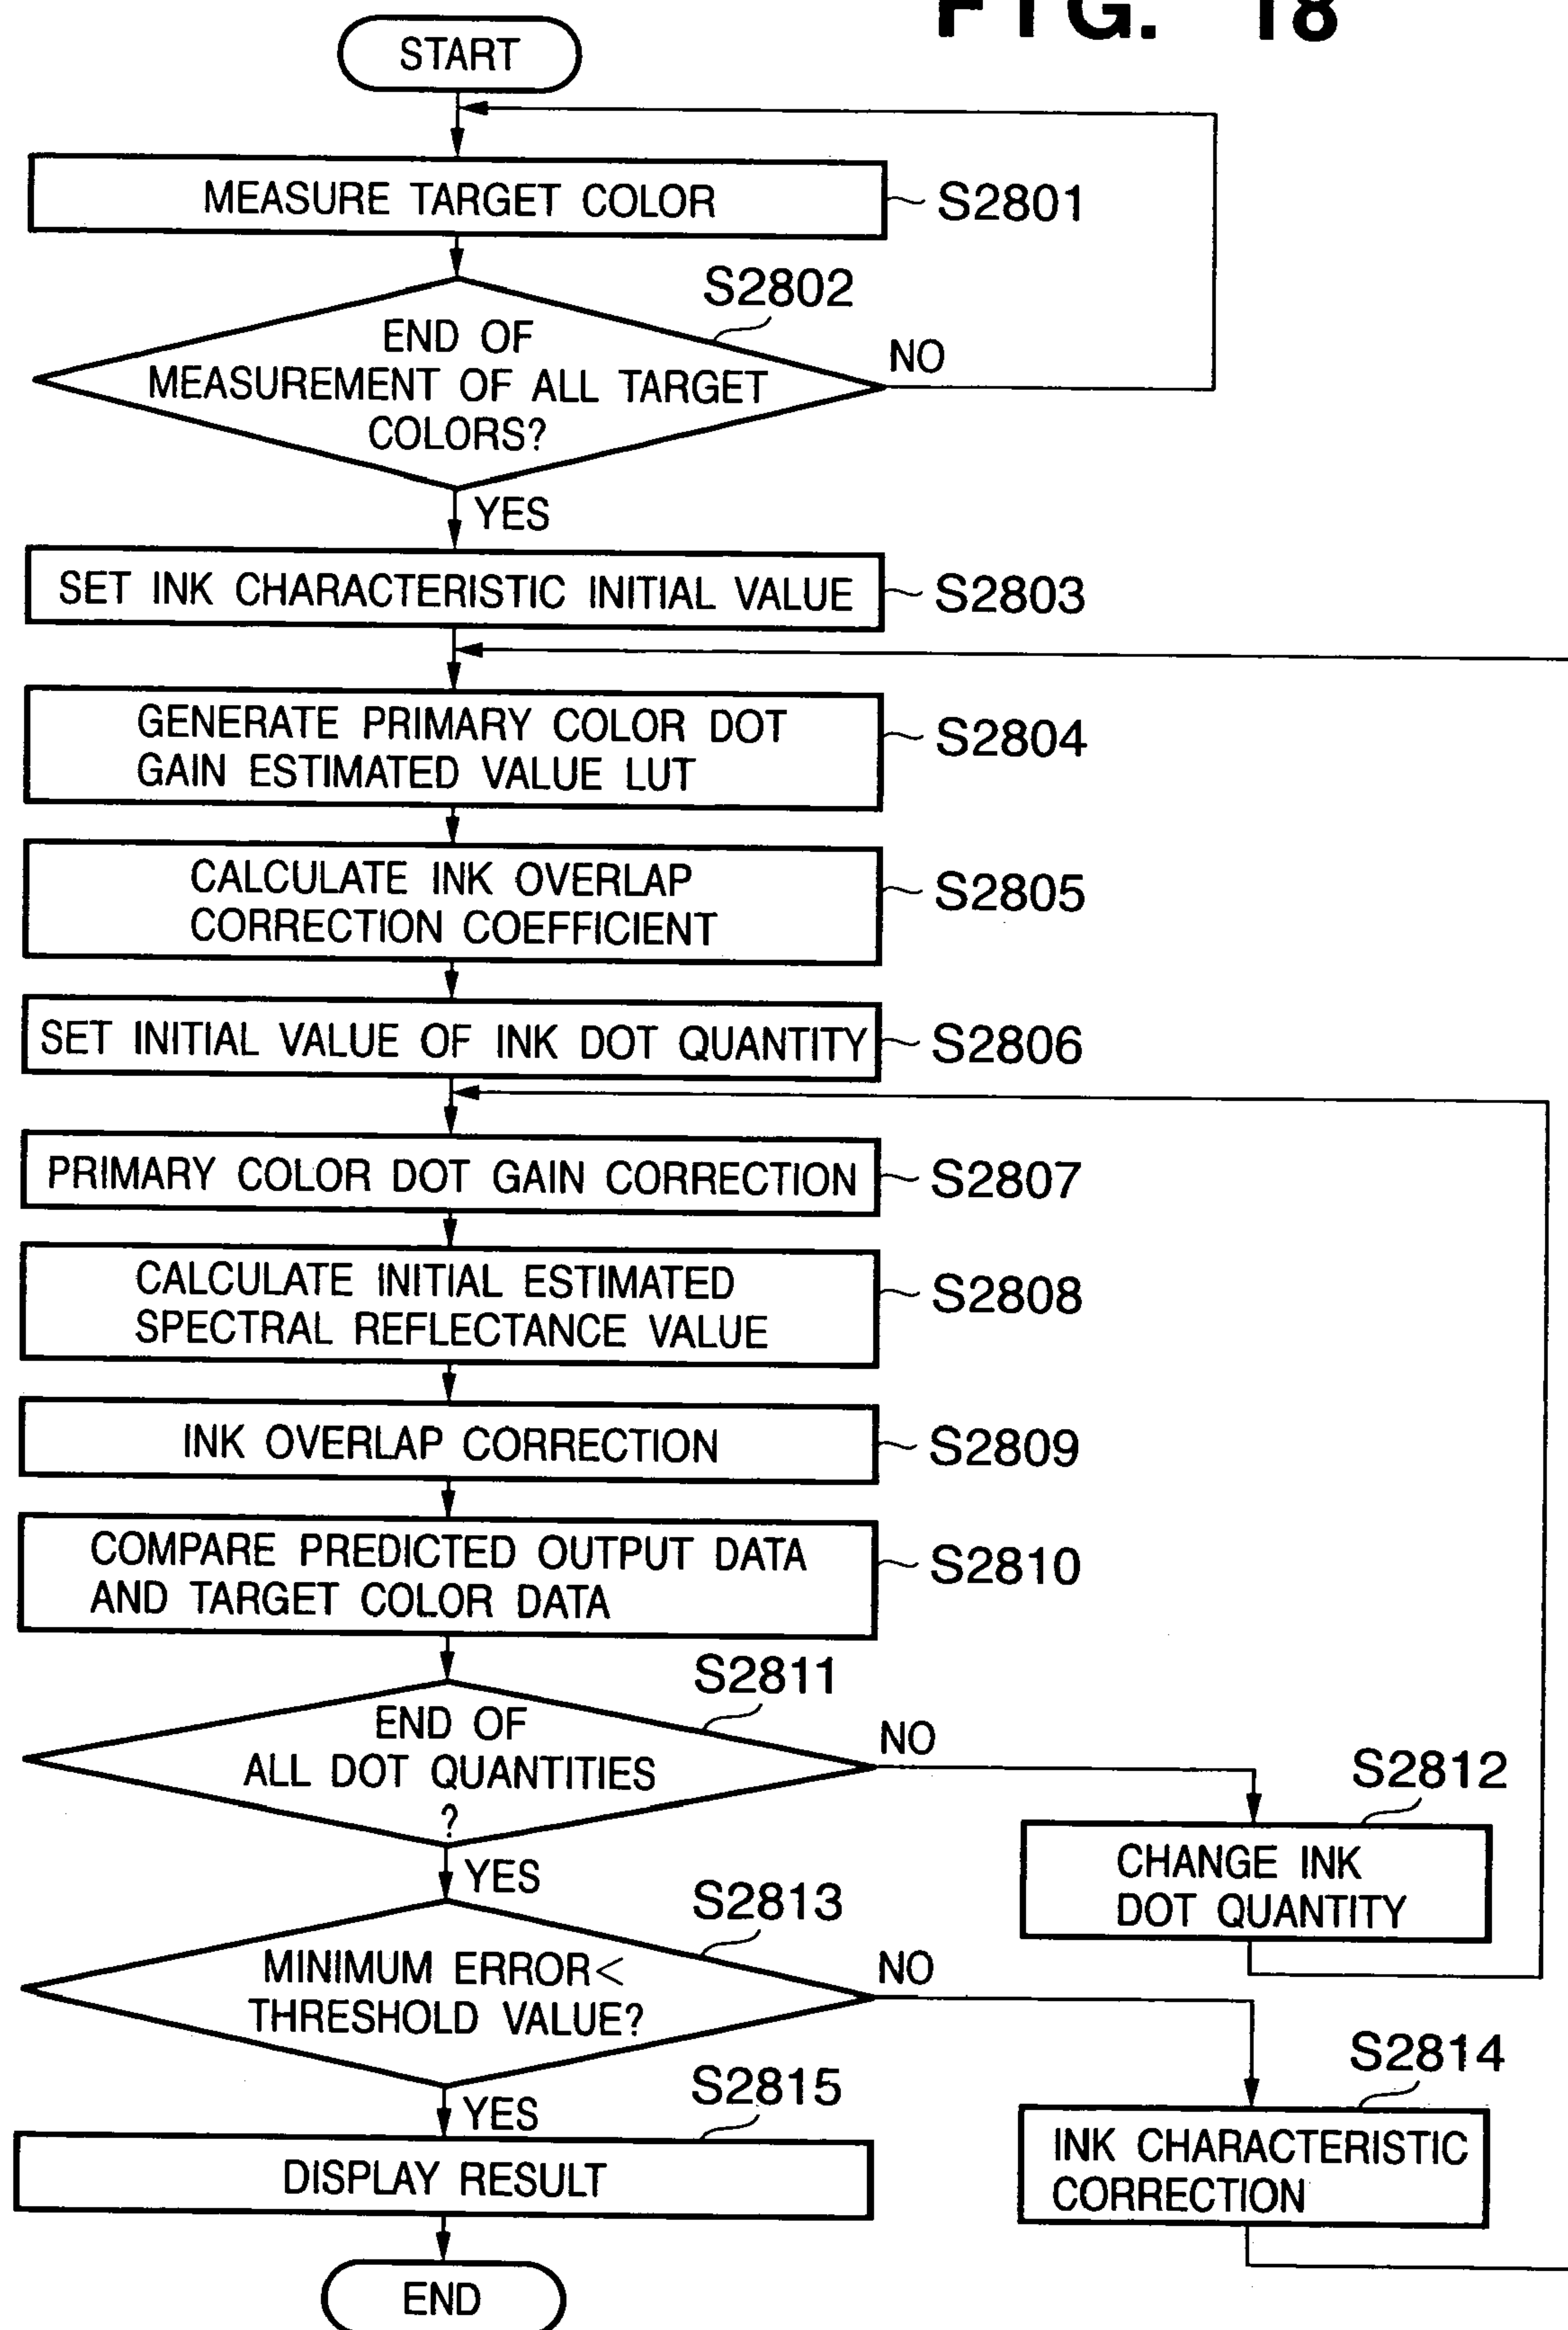 FIG. 18
START
MEASURE TARGET COLOR
S2801
S2802
END OF
MEASUREMENT OF ALL TARGET
COLORS?
NO
YES
SET INK CHARACTERISTIC INITIAL VALUE
S2803
GENERATE PRIMARY COLOR DOT
GAIN ESTIMATED VALUE LUT
S2804
CALCULATE INK OVERLAP
CORRECTION COEFFICIENT
S2805
SET INITIAL VALUE OF INK DOT QUANTITY
S2806
PRIMARY COLOR DOT GAIN CORRECTION
S2807
CALCULATE INITIAL ESTIMATED
SPECTRAL REFLECTANCE VALUE
S2808
INK OVERLAP CORRECTION
S2809
COMPARE PREDICTED OUTPUT DATA
AND TARGET COLOR DATA
S2810
S2811
END OF
ALL DOT QUANTITIES
?
NO
S2812
CHANGE INK
DOT QUANTITY
YES
S2813
MINIMUM ERROR<
THRESHOLD VALUE?
NO
S2814
INK CHARACTERISTIC
CORRECTION
YES
S2815
DISPLAY RESULT
END